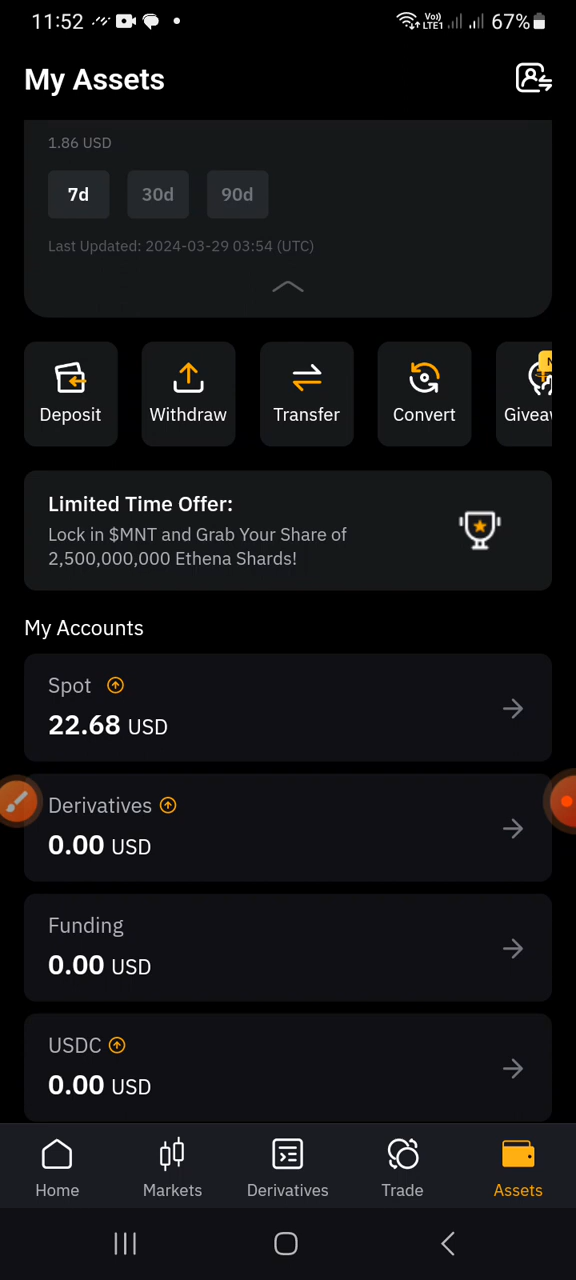 11:52
Vo)
LTE1
67%
My Assets
1.86 USD
7d
30d
90d
Last Updated: 2024-03-29 03:54 (UTC)
Deposit
Withdraw
Transfer
Convert
Limited Time Offer:
Lock in $MNT and Grab Your Share of
2,500,000,000 Ethena Shards!
My Accounts
Spot
22.68 USD
Derivatives
0.00 USD
Funding
0.00 USD
USDC
0.00 USD
Home
Markets
Derivatives
Trade
Assets